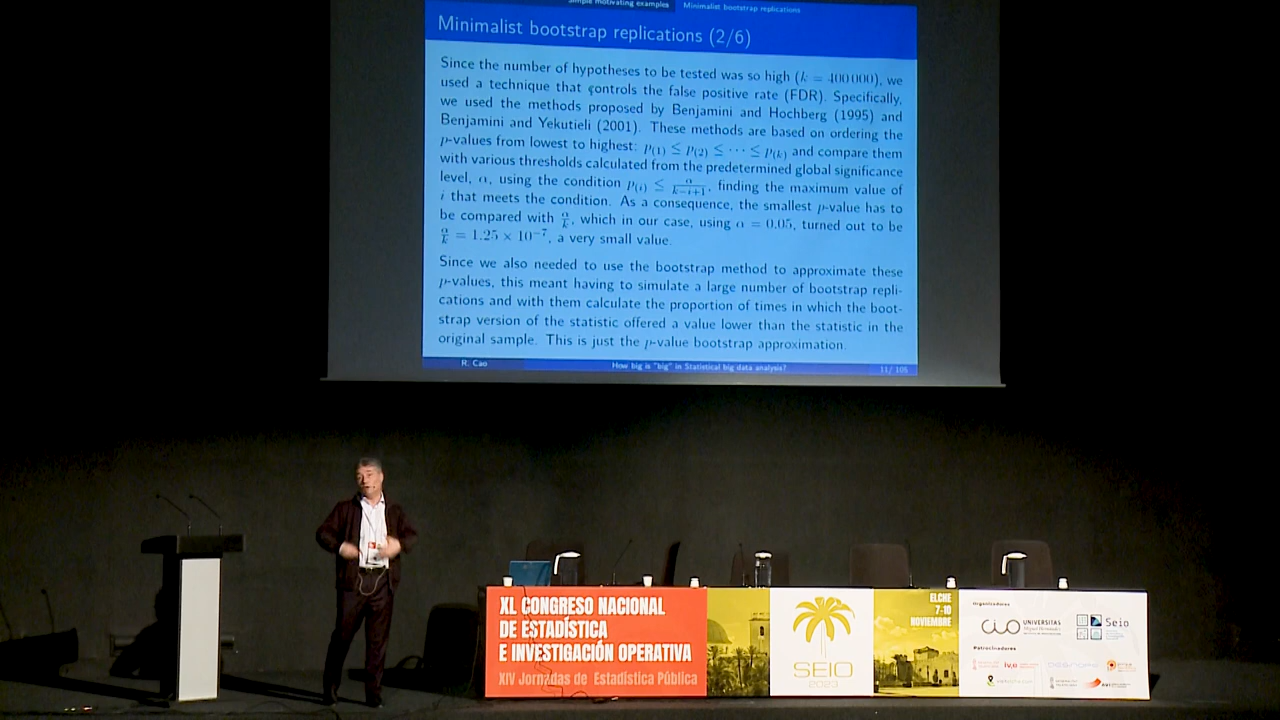 Simple motivating examples Minimalist bootstrap replications
Minimalist bootstrap replications (2/6)
Since the number of hypotheses to be tested was so high (k = 400 000), we
used a technique that controls the false positive rate (FDR). Specifically,
we used the methods proposed by Benjamini and Hochberg (1995) and
Benjamini and Yekutieli (2001). These methods are based on ordering the
p-values from lowest to highest: p(1) ≤ p(2) ≤ ⋯ ≤ p(k) and compare them
with various thresholds calculated from the predetermined global significance
level, α, using the condition p(i) ≤ α/(k−i+1), finding the maximum value of
i that meets the condition. As a consequence, the smallest p-value has to
be compared with α/k, which in our case, using α = 0.05, turned out to be
α/k = 1.25 × 10⁻⁷, a very small value.
Since we also needed to use the bootstrap method to approximate these
p-values, this meant having to simulate a large number of bootstrap repli-
cations and with them calculate the proportion of times in which the boot-
strap version of the statistic offered a value lower than the statistic in the
original sample. This is just the p-value bootstrap approximation.
R. Cao How big is "big" in Statistical big data analysis? 11/ 105
XL CONGRESO NACIONAL
DE ESTADÍSTICA
E INVESTIGACIÓN OPERATIVA
XIV Jornadas de Estadística Pública
SEIO
2023
ELCHE
7-10
NOVIEMBRE
Organizadores
CIO UNIVERSITAS
Miguel Hernández
Seio
Patrocinadores
iv,e